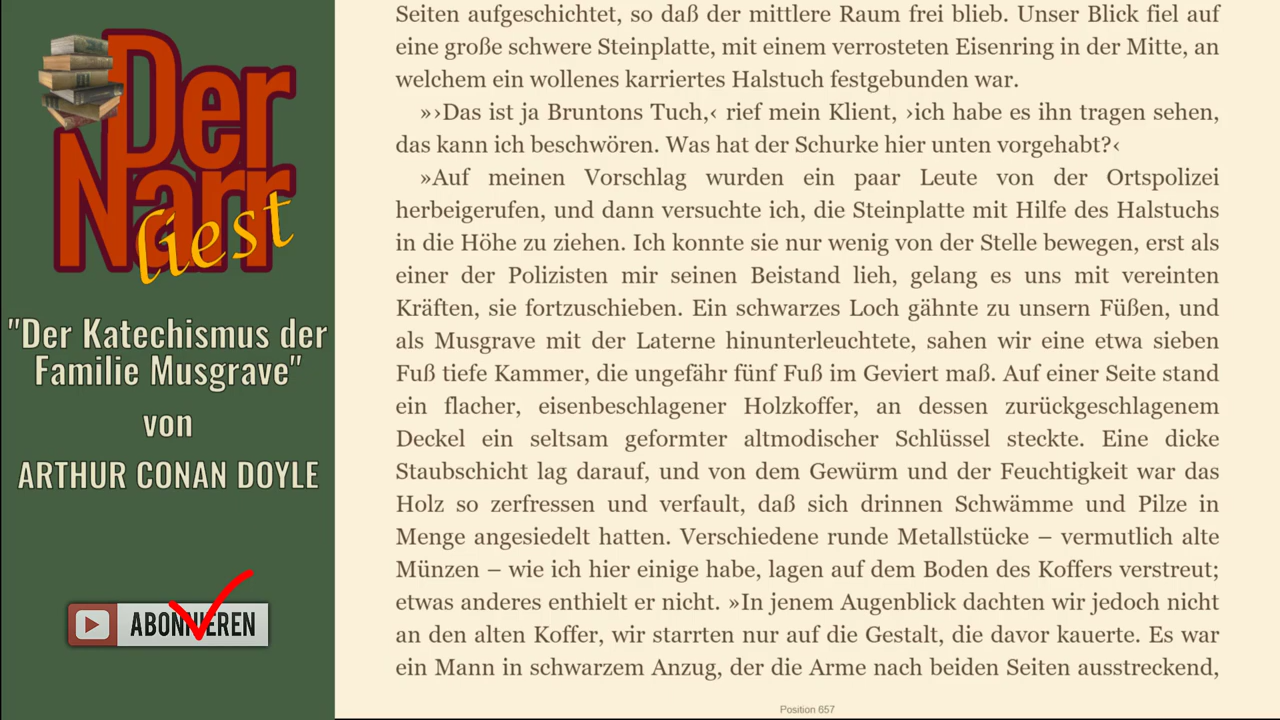 Der
Narr
liest
"Der Katechismus der
Familie Musgrave"
von
ARTHUR CONAN DOYLE
ABONNIEREN
Seiten aufgeschichtet, so daß der mittlere Raum frei blieb. Unser Blick fiel auf
eine große schwere Steinplatte, mit einem verrosteten Eisenring in der Mitte, an
welchem ein wollenes karriertes Halstuch festgebunden war.
»›Das ist ja Bruntons Tuch,‹ rief mein Klient, ›ich habe es ihn tragen sehen,
das kann ich beschwören. Was hat der Schurke hier unten vorgehabt?‹
»Auf meinen Vorschlag wurden ein paar Leute von der Ortspolizei
herbeigerufen, und dann versuchte ich, die Steinplatte mit Hilfe des Halstuchs
in die Höhe zu ziehen. Ich konnte sie nur wenig von der Stelle bewegen, erst als
einer der Polizisten mir seinen Beistand lieh, gelang es uns mit vereinten
Kräften, sie fortzuschieben. Ein schwarzes Loch gähnte zu unsern Füßen, und
als Musgrave mit der Laterne hinunterleuchtete, sahen wir eine etwa sieben
Fuß tiefe Kammer, die ungefähr fünf Fuß im Geviert maß. Auf einer Seite stand
ein flacher, eisenbeschlagener Holzkoffer, an dessen zurückgeschlagenem
Deckel ein seltsam geformter altmodischer Schlüssel steckte. Eine dicke
Staubschicht lag darauf, und von dem Gewürm und der Feuchtigkeit war das
Holz so zerfressen und verfault, daß sich drinnen Schwämme und Pilze in
Menge angesiedelt hatten. Verschiedene runde Metallstücke – vermutlich alte
Münzen – wie ich hier einige habe, lagen auf dem Boden des Koffers verstreut;
etwas anderes enthielt er nicht. »In jenem Augenblick dachten wir jedoch nicht
an den alten Koffer, wir starrten nur auf die Gestalt, die davor kauerte. Es war
ein Mann in schwarzem Anzug, der die Arme nach beiden Seiten ausstreckend,
Position 657